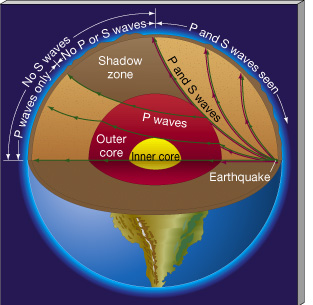 P waves only
No S waves
No P or S waves
P and S waves seen
Shadow
zone
P and S waves
P waves
Outer
core
Inner core
Earthquake